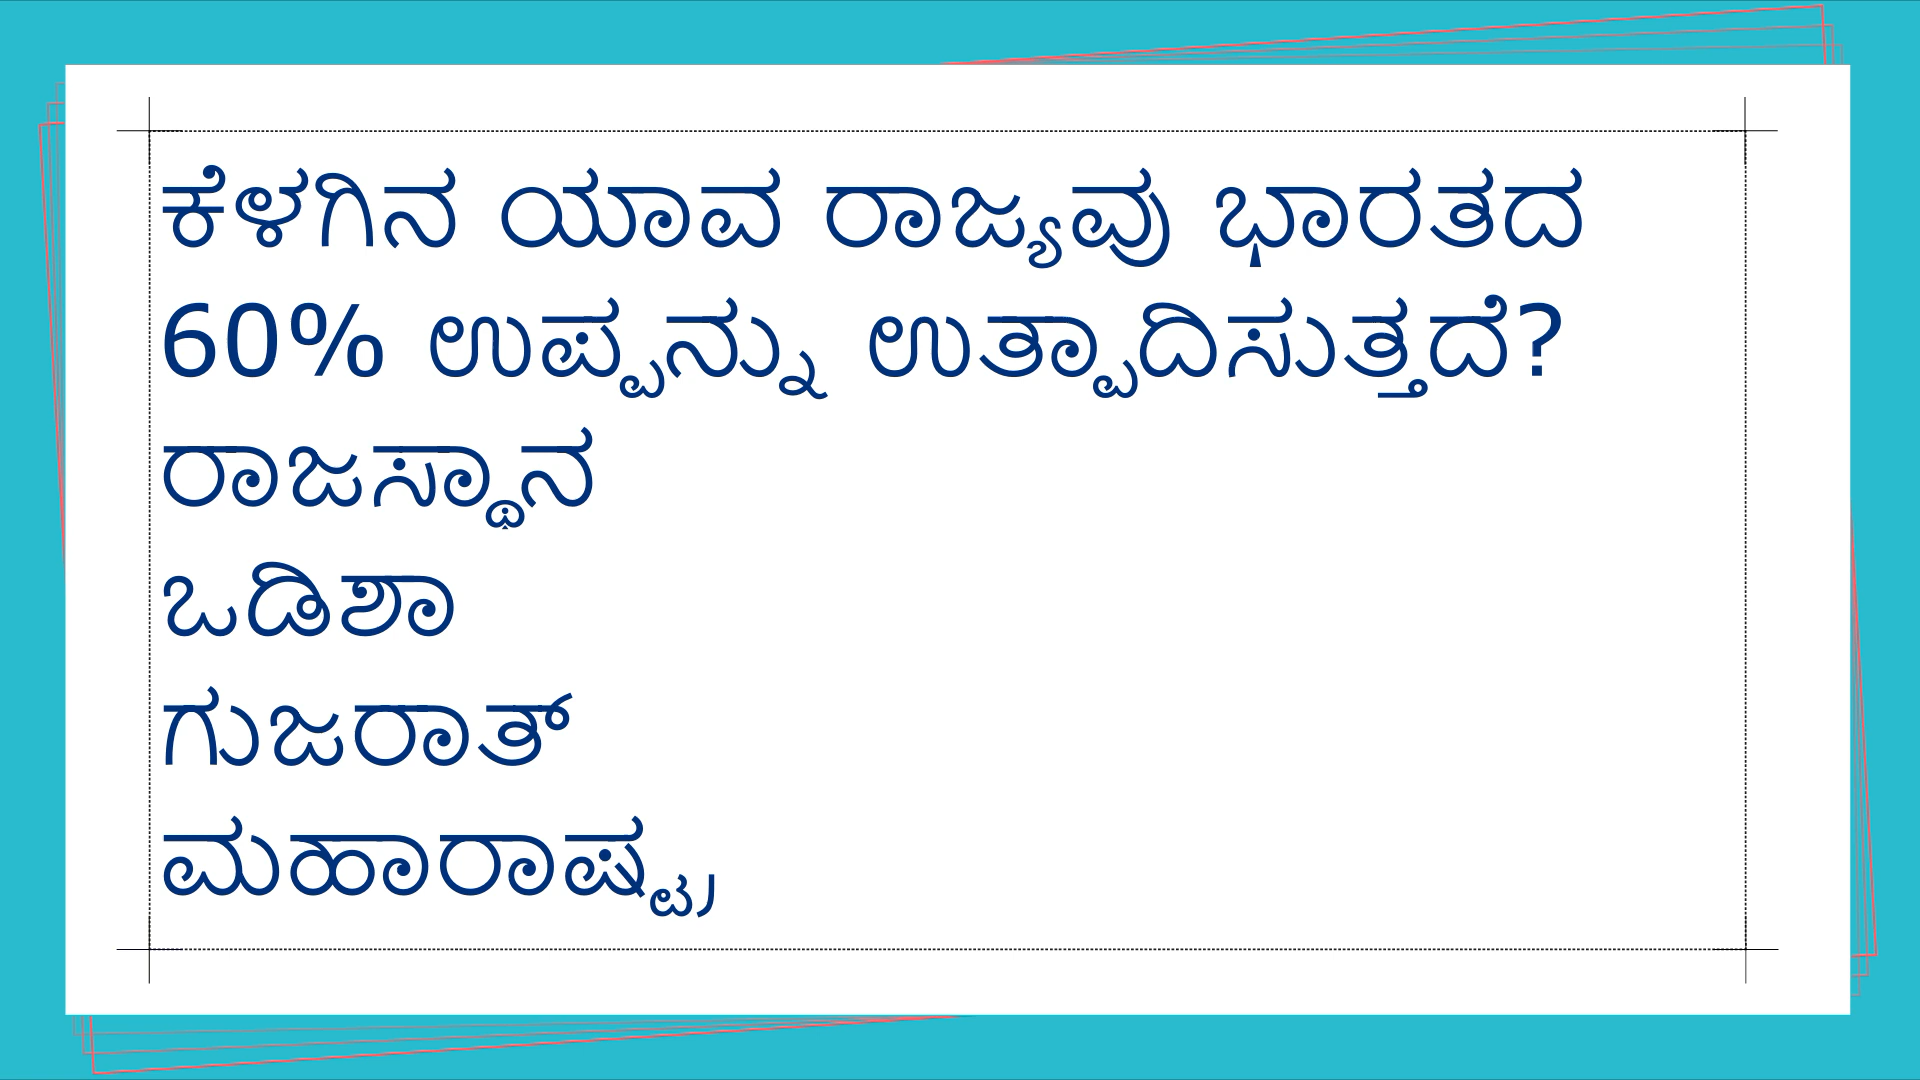 ಕೆಳಗಿನ ಯಾವ ರಾಜ್ಯವು ಭಾರತದ
60% ಉಪ್ಪನ್ನು ಉತ್ಪಾದಿಸುತ್ತದೆ?
ರಾಜಸ್ಥಾನ
ಒಡಿಶಾ
ಗುಜರಾತ್
ಮಹಾರಾಷ್ಟ್ರ